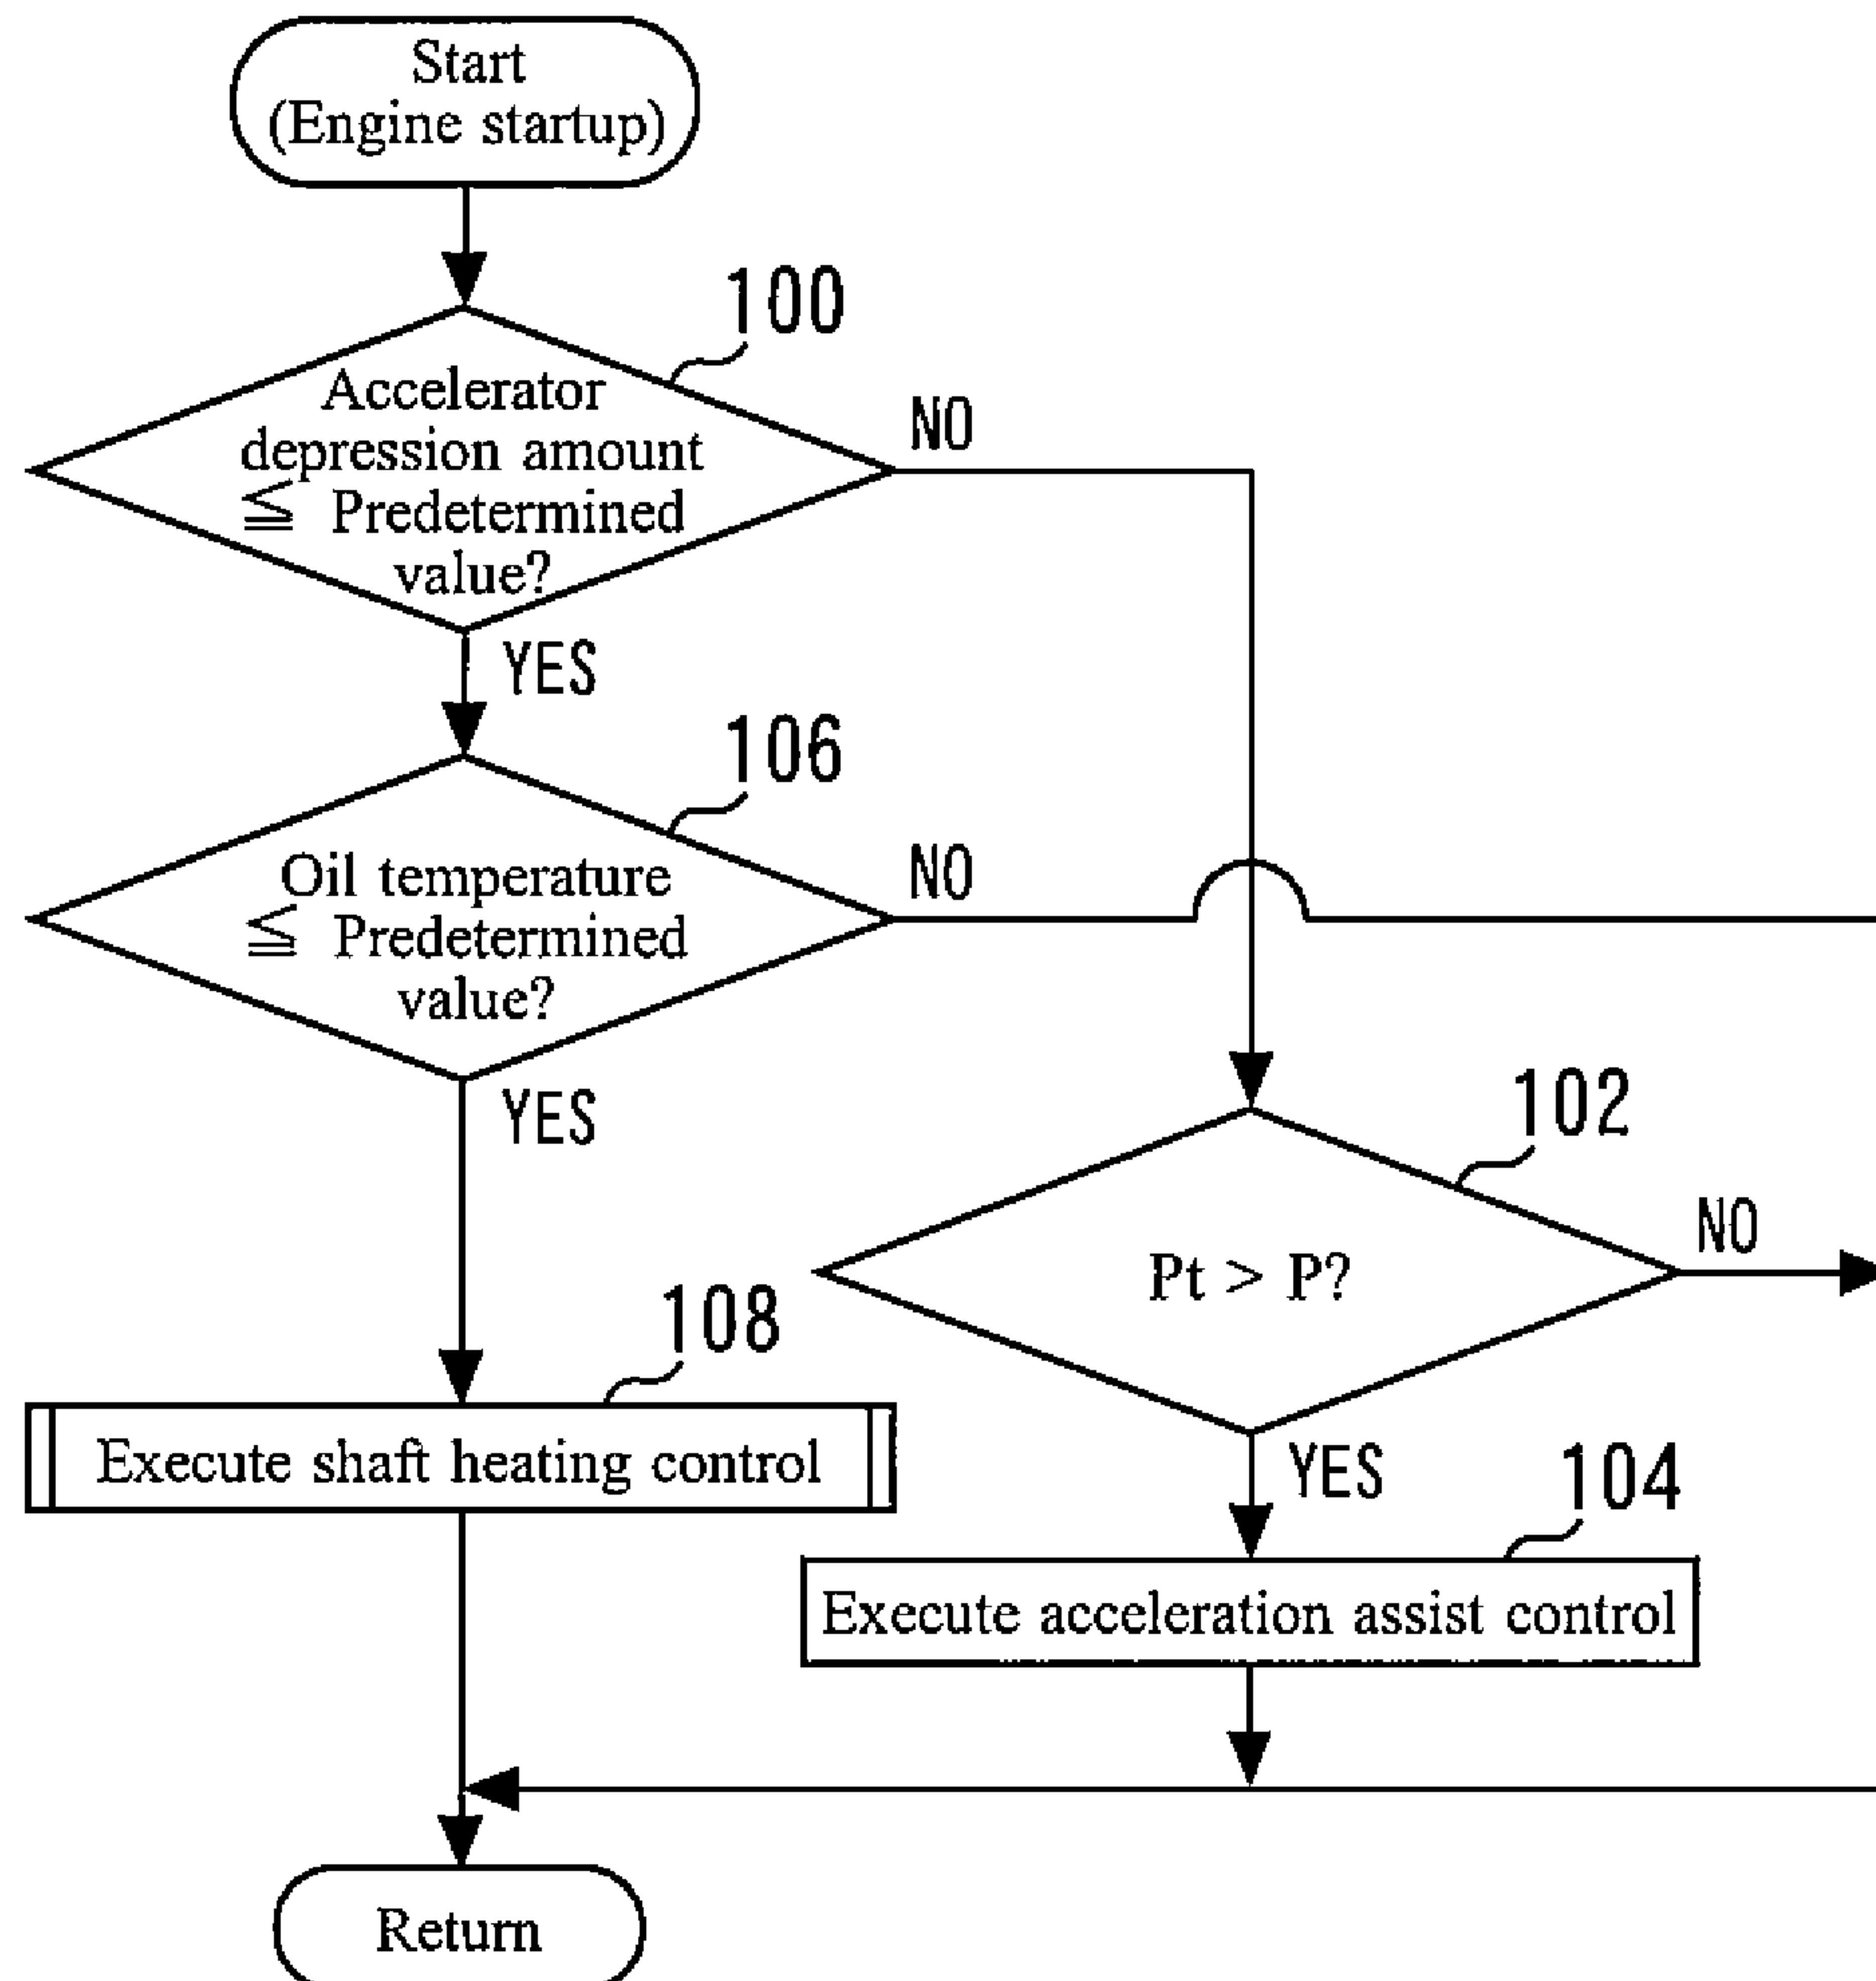 Start
(Engine startup)
100
Accelerator
depression amount
≦ Predetermined
value?
NO
YES
106
Oil temperature
≦ Predetermined
value?
NO
YES
102
Pt > P?
NO
YES
108
Execute shaft heating control
104
Execute acceleration assist control
Return